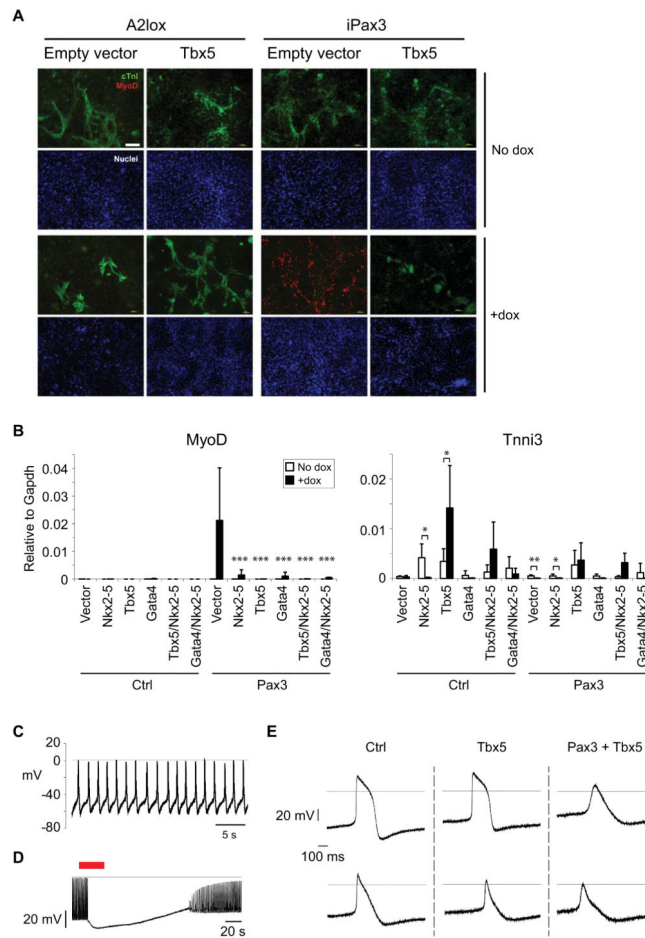 A
A2lox iPax3
Empty vector Tbx5 Empty vector Tbx5
cTnI
MyoD
Nuclei
No dox
+dox
B
MyoD Tnni3
Relative to Gapdh
0.04
0.03
0.02
0.01
0
No dox
+dox
*** *** *** *** ***
Vector Nkx2-5 Tbx5 Gata4 Tbx5/Nkx2-5 Gata4/Nkx2-5 Vector Nkx2-5 Tbx5 Gata4 Tbx5/Nkx2-5 Gata4/Nkx2-5
Ctrl Pax3
0.02
0.01
0
* * ** *
Vector Nkx2-5 Tbx5 Gata4 Tbx5/Nkx2-5 Gata4/Nkx2-5 Vector Nkx2-5 Tbx5 Gata4 Tbx5/Nkx2-5 Gata4/Nkx2-5
Ctrl Pax3
C
20
0
mV
-40
-80
5 s
D
20 mV
20 s
E
Ctrl Tbx5 Pax3 + Tbx5
20 mV
100 ms